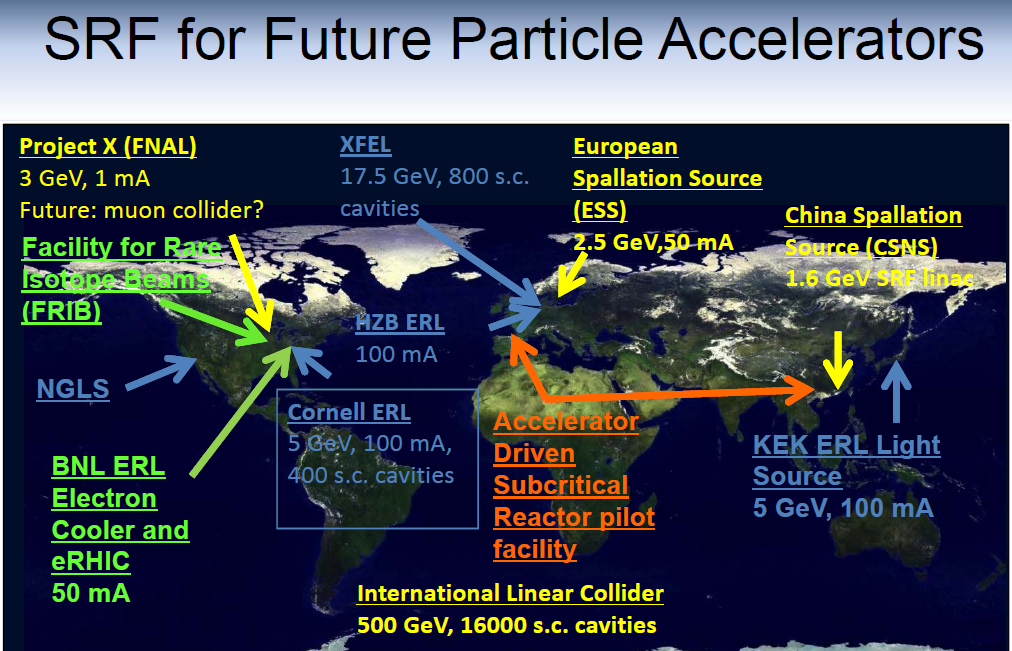 SRF for Future Particle Accelerators
Project X (FNAL)
3 GeV, 1 mA
Future: muon collider?
XFEL
17.5 GeV, 800 s.c.
cavities
European
Spallation Source
(ESS)
2.5 GeV,50 mA
China Spallation
Source (CSNS)
1.6 GeV SRF linac
Facility for Rare
Isotope Beams
(FRIB)
HZB ERL
100 mA
NGLS
Cornell ERL
5 GeV, 100 mA,
400 s.c. cavities
Accelerator
Driven
Subcritical
Reactor pilot
facility
KEK ERL Light
Source
5 GeV, 100 mA
BNL ERL
Electron
Cooler and
eRHIC
50 mA
International Linear Collider
500 GeV, 16000 s.c. cavities